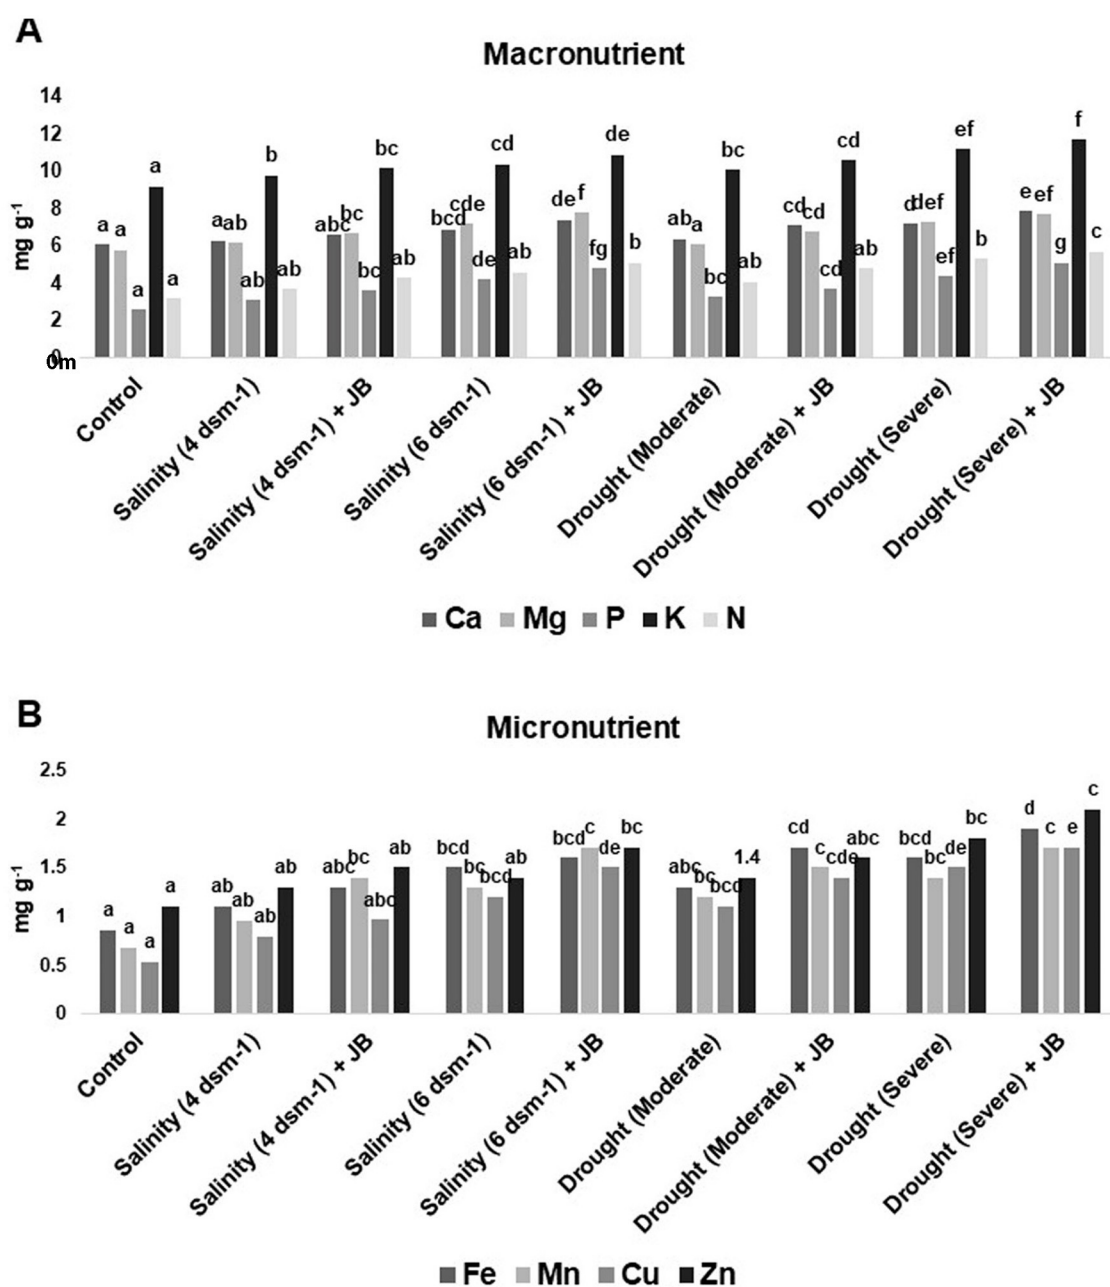 A
Macronutrient
mg g-1
14
12
10
8
6
4
2
0m
a a a a a
a ab ab b ab
abc bc bc bc ab
bcd cde de cd ab
de f fg de b
ab a bc bc ab
cd cd cd cd ab
d def ef ef b
e ef g f c
Control
Salinity (4 dsm-1)
Salinity (4 dsm-1) + JB
Salinity (6 dsm-1)
Salinity (6 dsm-1) + JB
Drought (Moderate)
Drought (Moderate) + JB
Drought (Severe)
Drought (Severe) + JB
Ca Mg P K N
B
Micronutrient
mg g-1
2.5
2
1.5
1
0.5
0
a a a a
ab ab ab ab
abc bc abc ab
bcd bc bcd ab
bcd c de bc
abc bc bcd 1.4
cd c cde abc
bcd bc de bc
d c e c
Control
Salinity (4 dsm-1)
Salinity (4 dsm-1) + JB
Salinity (6 dsm-1)
Salinity (6 dsm-1) + JB
Drought (Moderate)
Drought (Moderate) + JB
Drought (Severe)
Drought (Severe) + JB
Fe Mn Cu Zn